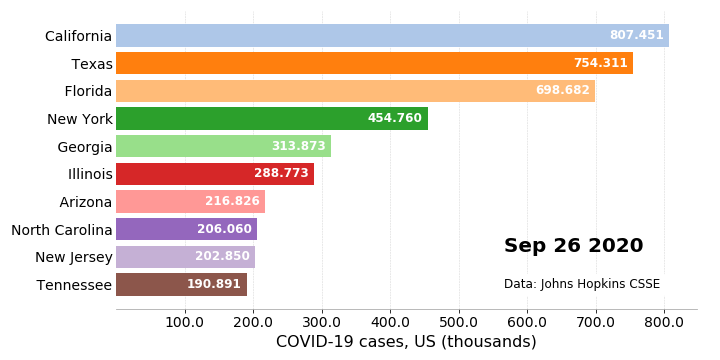 California 807.451
Texas 754.311
Florida 698.682
New York 454.760
Georgia 313.873
Illinois 288.773
Arizona 216.826
North Carolina 206.060
New Jersey 202.850
Tennessee 190.891
Sep 26 2020
Data: Johns Hopkins CSSE
100.0 200.0 300.0 400.0 500.0 600.0 700.0 800.0
COVID-19 cases, US (thousands)